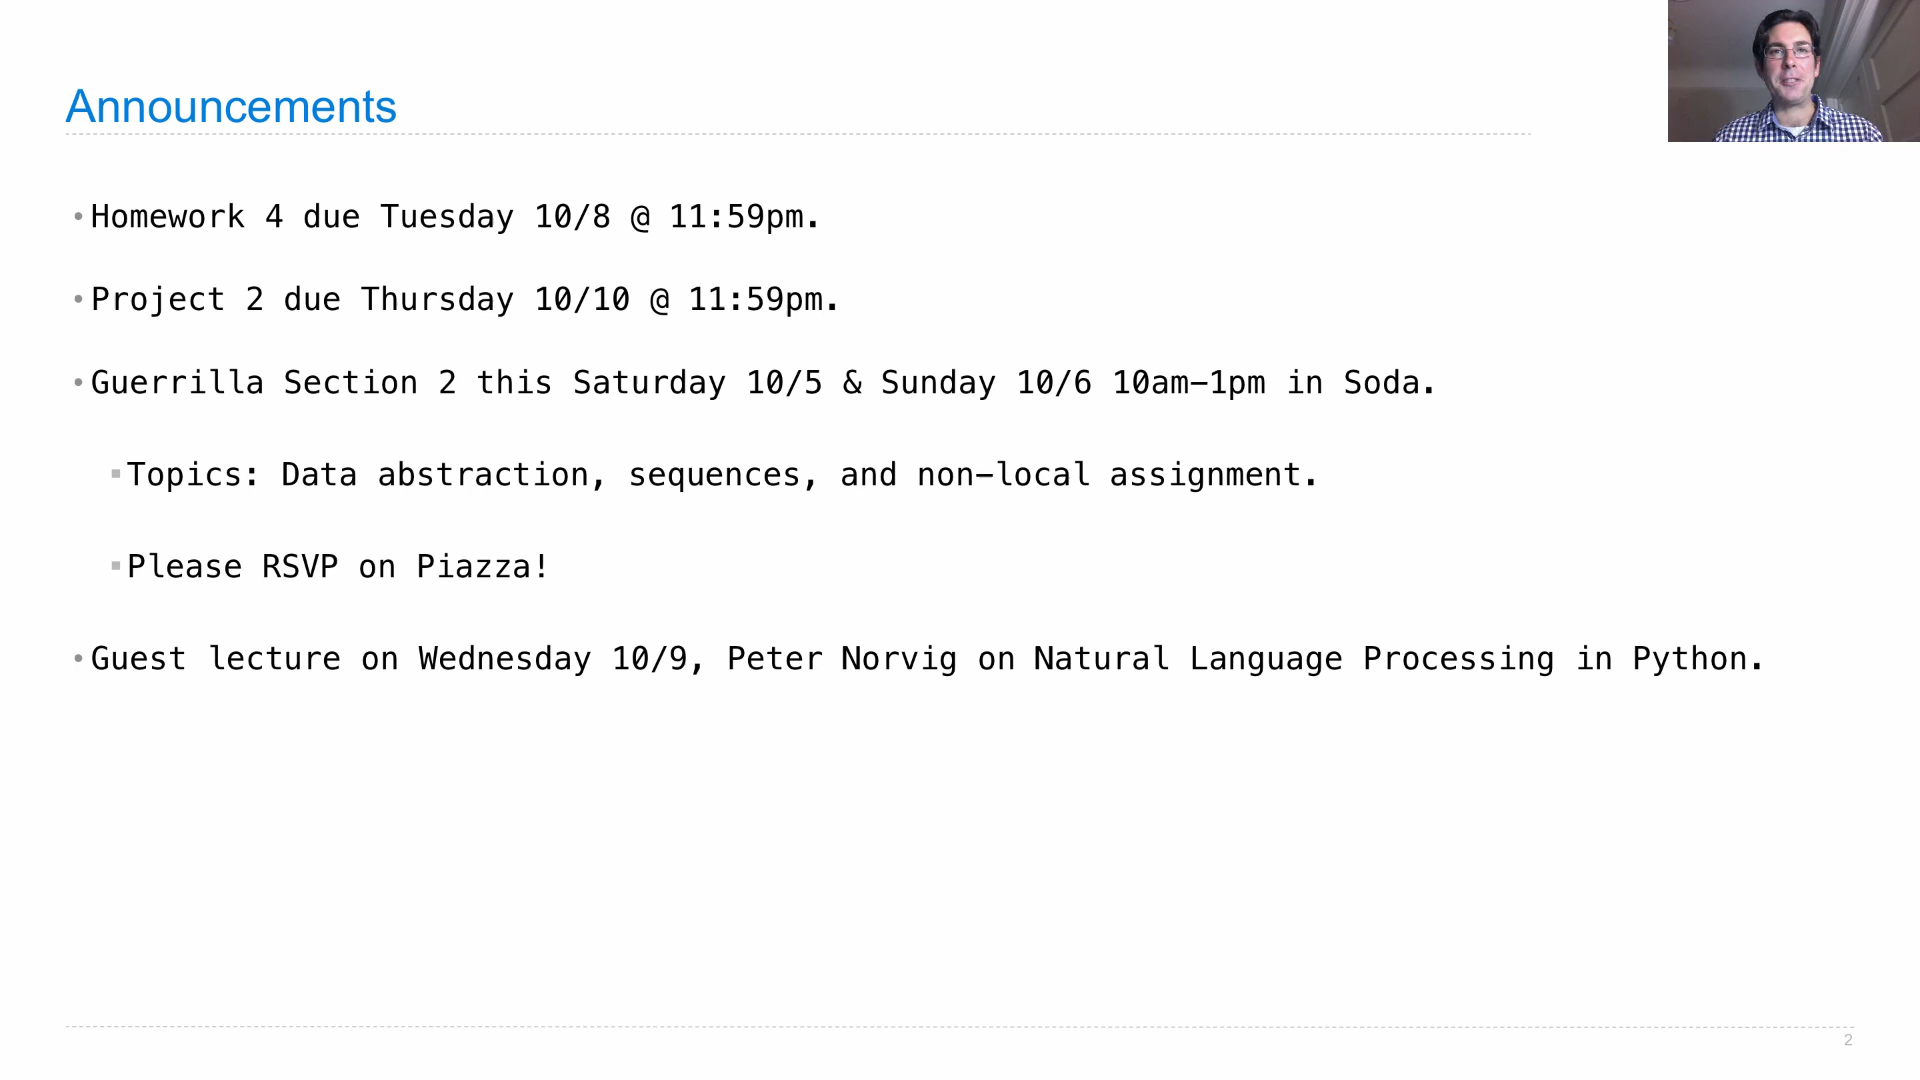 Announcements
•Homework 4 due Tuesday 10/8 @ 11:59pm.
•Project 2 due Thursday 10/10 @ 11:59pm.
•Guerrilla Section 2 this Saturday 10/5 & Sunday 10/6 10am–1pm in Soda.
▪Topics: Data abstraction, sequences, and non–local assignment.
▪Please RSVP on Piazza!
•Guest lecture on Wednesday 10/9, Peter Norvig on Natural Language Processing in Python.
2